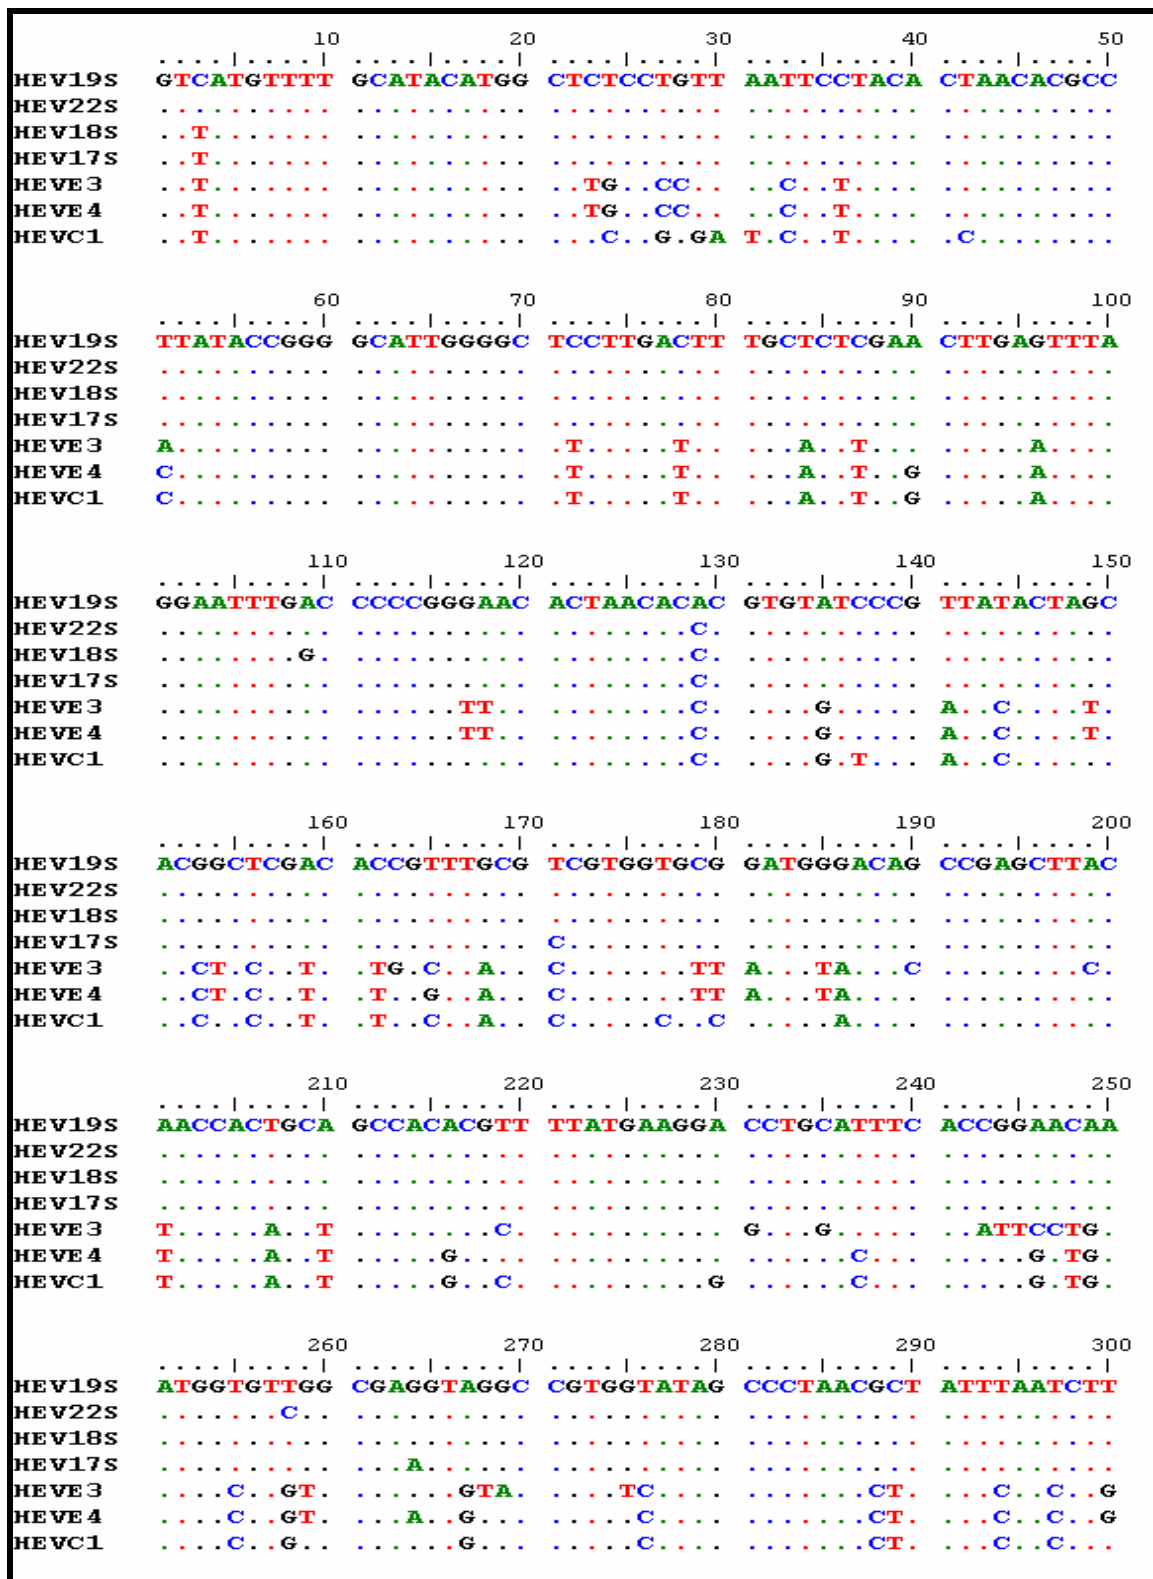 10 20 30 40 50
....|....| ....|....| ....|....| ....|....| ....|....|
HEV19S GTCATGTTTT GCATACATGG CTCTCCTGTT AATTCCTACA CTAACACGCC
HEV22S .......... .......... .......... .......... ..........
HEV18S ..T....... .......... .......... .......... ..........
HEV17S ..T....... .......... .......... .......... ..........
HEVE3 ..T....... .......... ..TG..CC.. ..C..T.... ..........
HEVE4 ..T....... .......... ..TG..CC.. ..C..T.... ..........
HEVC1 ..T....... .......... ...C..G.GA T.C..T.... .C........
60 70 80 90 100
....|....| ....|....| ....|....| ....|....| ....|....|
HEV19S TTATACCGGG GCATTGGGGC TCCTTGACTT TGCTCTCGAA CTTGAGTTTA
HEV22S .......... .......... .......... .......... ..........
HEV18S .......... .......... .......... .......... ..........
HEV17S .......... .......... .......... .......... ..........
HEVE3 A......... .......... .T.....T.. ...A..T... .....A....
HEVE4 C......... .......... .T.....T.. ...A..T..G .....A....
HEVC1 C......... .......... .T.....T.. ...A..T..G .....A....
110 120 130 140 150
....|....| ....|....| ....|....| ....|....| ....|....|
HEV19S GGAATTTGAC CCCCGGGAAC ACTAACACAC GTGTATCCCG TTATACTAGC
HEV22S .......... .......... ........C. .......... ..........
HEV18S ........G. .......... ........C. .......... ..........
HEV17S .......... .......... ........C. .......... ..........
HEVE3 .......... ......TT.. ........C. ....G..... A..C....T.
HEVE4 .......... ......TT.. ........C. ....G..... A..C....T.
HEVC1 .......... .......... ........C. ....G.T... A..C......
160 170 180 190 200
....|....| ....|....| ....|....| ....|....| ....|....|
HEV19S ACGGCTCGAC ACCGTTTGCG TCGTGGTGCG GATGGGACAG CCGAGCTTAC
HEV22S .......... .......... .......... .......... ..........
HEV18S .......... .......... .......... .......... ..........
HEV17S .......... .......... C......... .......... ..........
HEVE3 ..CT.C..T. .TG.C..A.. C.......TT A...TA...C ........C.
HEVE4 ..CT.C..T. .T..G..A.. C.......TT A...TA.... ..........
HEVC1 ..C..C..T. .T..C..A.. C.....C..C .....A.... ..........
210 220 230 240 250
....|....| ....|....| ....|....| ....|....| ....|....|
HEV19S AACCACTGCA GCCACACGTT TTATGAAGGA CCTGCATTTC ACCGGAACAA
HEV22S .......... .......... .......... .......... ..........
HEV18S .......... .......... .......... .......... ..........
HEV17S .......... .......... .......... .......... ..........
HEVE3 T.....A..T ........C. .......... G...G..... ..ATTCCTG.
HEVE4 T.....A..T .....G.... .......... ......C... .....G.TG.
HEVC1 T.....A..T .....G..C. .........G ......C... .....G.TG.
260 270 280 290 300
....|....| ....|....| ....|....| ....|....| ....|....|
HEV19S ATGGTGTTGG CGAGGTAGGC CGTGGTATAG CCCTAACGCT ATTTAATCTT
HEV22S .......C.. .......... .......... .......... ..........
HEV18S .......... .......... .......... .......... ..........
HEV17S .......... ...A...... .......... .......... ..........
HEVE3 ....C..GT. ......GTA. ....TC.... .......CT. ...C..C..G
HEVE4 ....C..GT. ...A..G... .....C.... .......CT. ...C..C..G
HEVC1 ....C..G.. ......G... .....C.... .......CT. ...C..C...